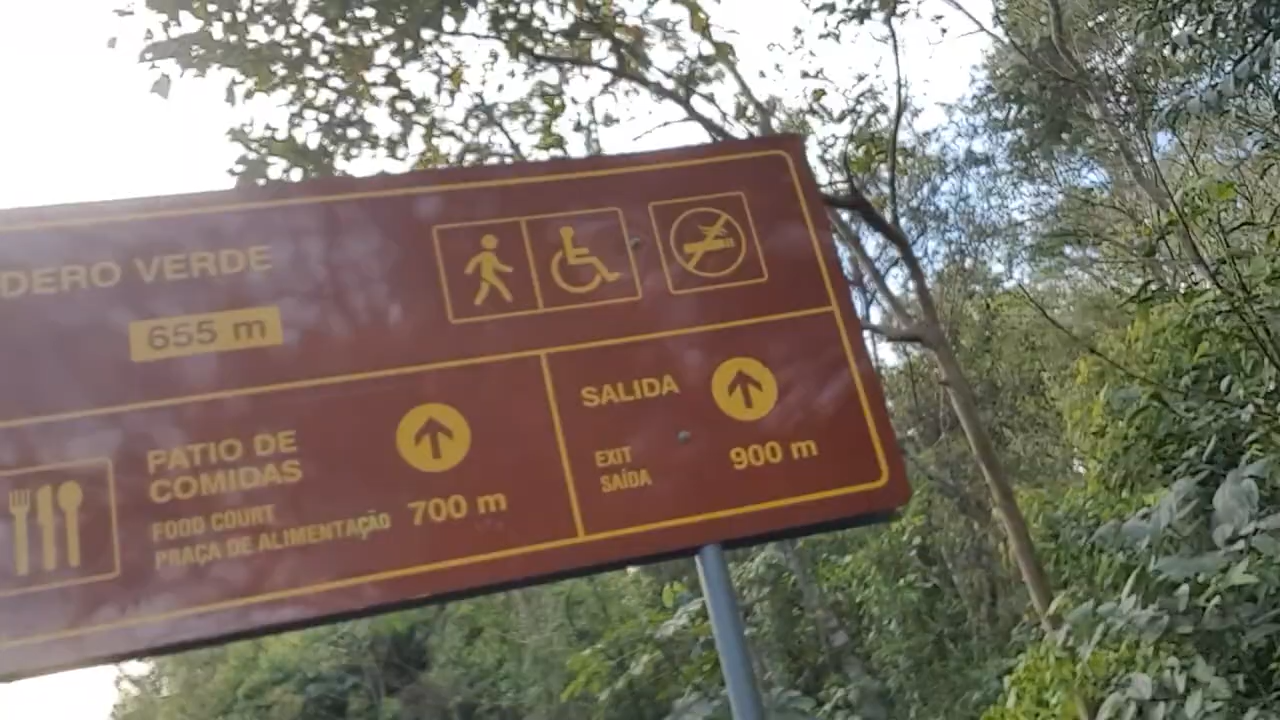 DERO VERDE
655 m
PATIO DE
COMIDAS
FOOD COURT
PRAÇA DE ALIMENTAÇÃO
700 m
SALIDA
EXIT
SAÍDA
900 m